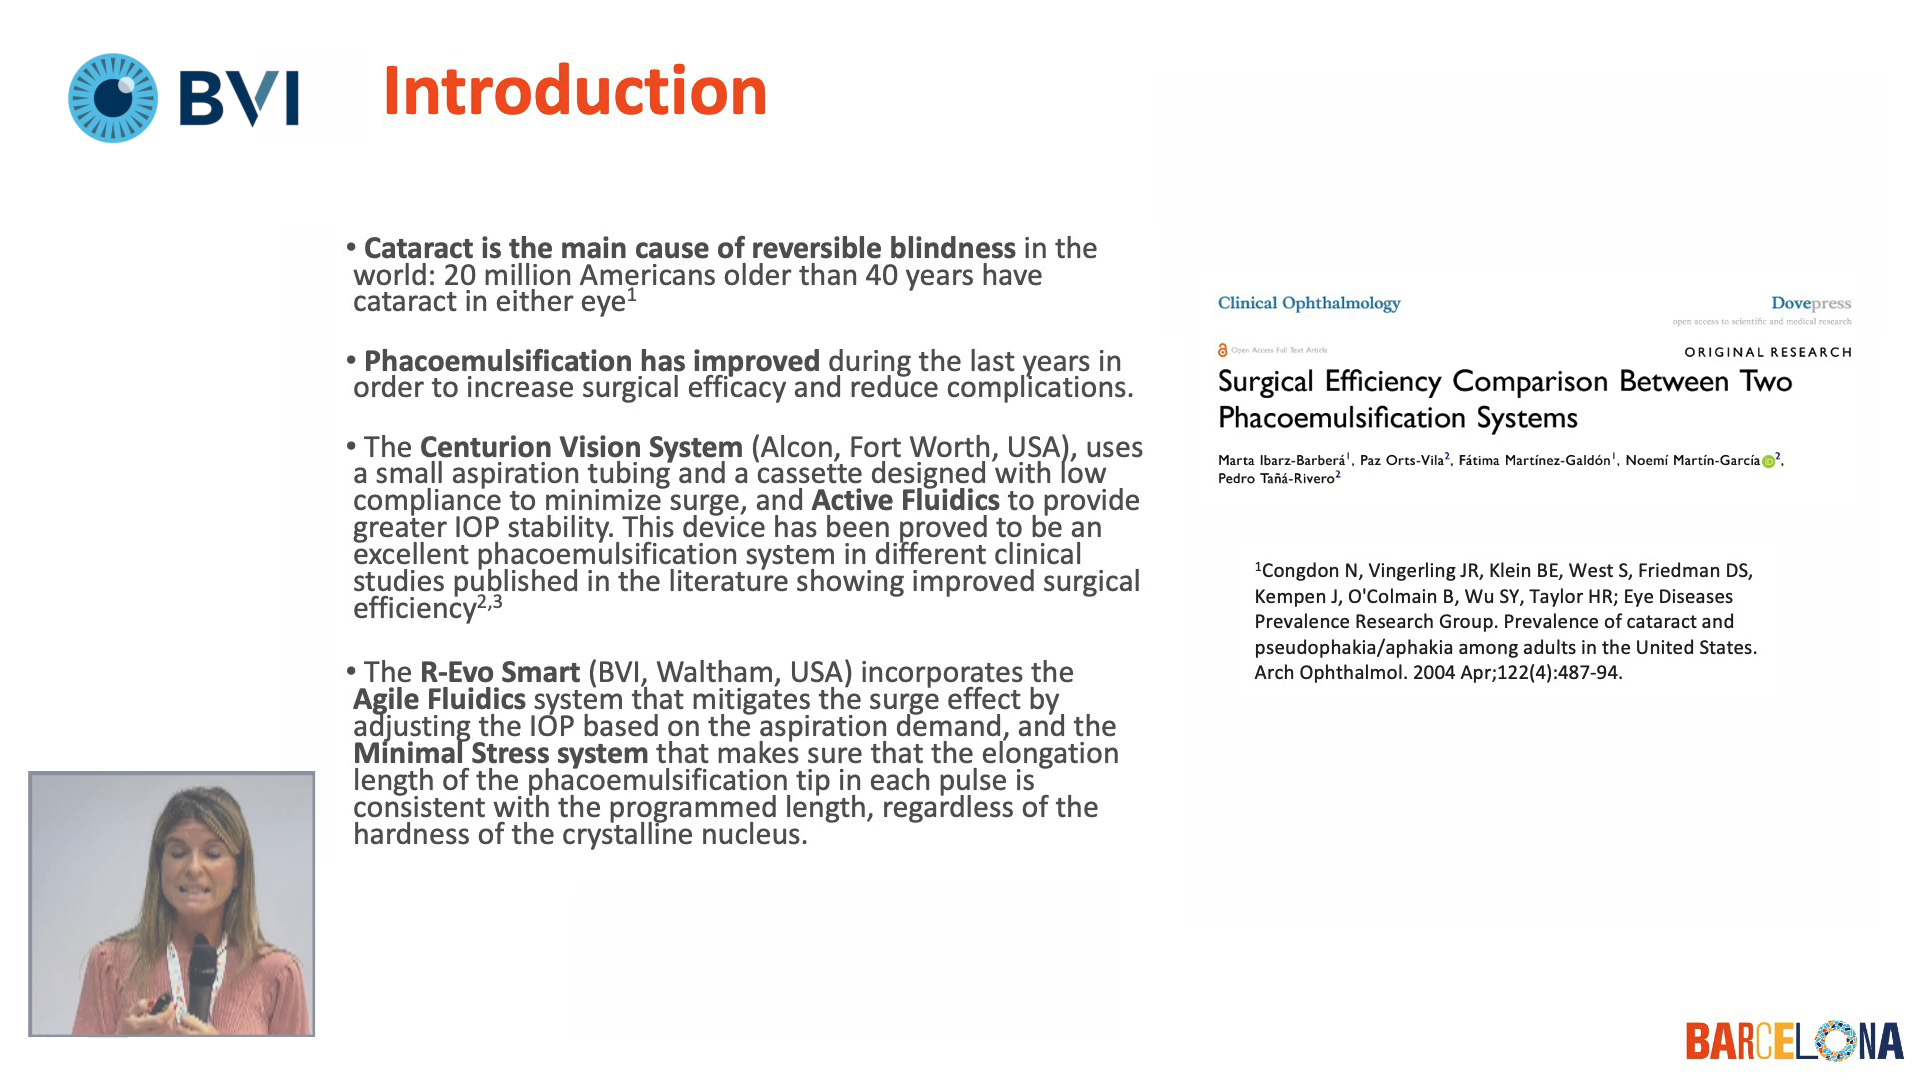 BVI
Introduction
• Cataract is the main cause of reversible blindness in the
world: 20 million Americans older than 40 years have
cataract in either eye1
• Phacoemulsification has improved during the last years in
order to increase surgical efficacy and reduce complications.
• The Centurion Vision System (Alcon, Fort Worth, USA), uses
a small aspiration tubing and a cassette designed with low
compliance to minimize surge, and Active Fluidics to provide
greater IOP stability. This device has been proved to be an
excellent phacoemulsification system in different clinical
studies published in the literature showing improved surgical
efficiency2,3
• The R-Evo Smart (BVI, Waltham, USA) incorporates the
Agile Fluidics system that mitigates the surge effect by
adjusting the IOP based on the aspiration demand, and the
Minimal Stress system that makes sure that the elongation
length of the phacoemulsification tip in each pulse is
consistent with the programmed length, regardless of the
hardness of the crystalline nucleus.
Clinical Ophthalmology
Dovepress
open access to scientific and medical research
Open Access Full Text Article
ORIGINAL RESEARCH
Surgical Efficiency Comparison Between Two
Phacoemulsification Systems
Marta Ibarz-Barberá1, Paz Orts-Vila2, Fátima Martínez-Galdón1, Noemí Martín-García iD 2,
Pedro Tañá-Rivero2
1Congdon N, Vingerling JR, Klein BE, West S, Friedman DS,
Kempen J, O'Colmain B, Wu SY, Taylor HR; Eye Diseases
Prevalence Research Group. Prevalence of cataract and
pseudophakia/aphakia among adults in the United States.
Arch Ophthalmol. 2004 Apr;122(4):487-94.
BARCELONA